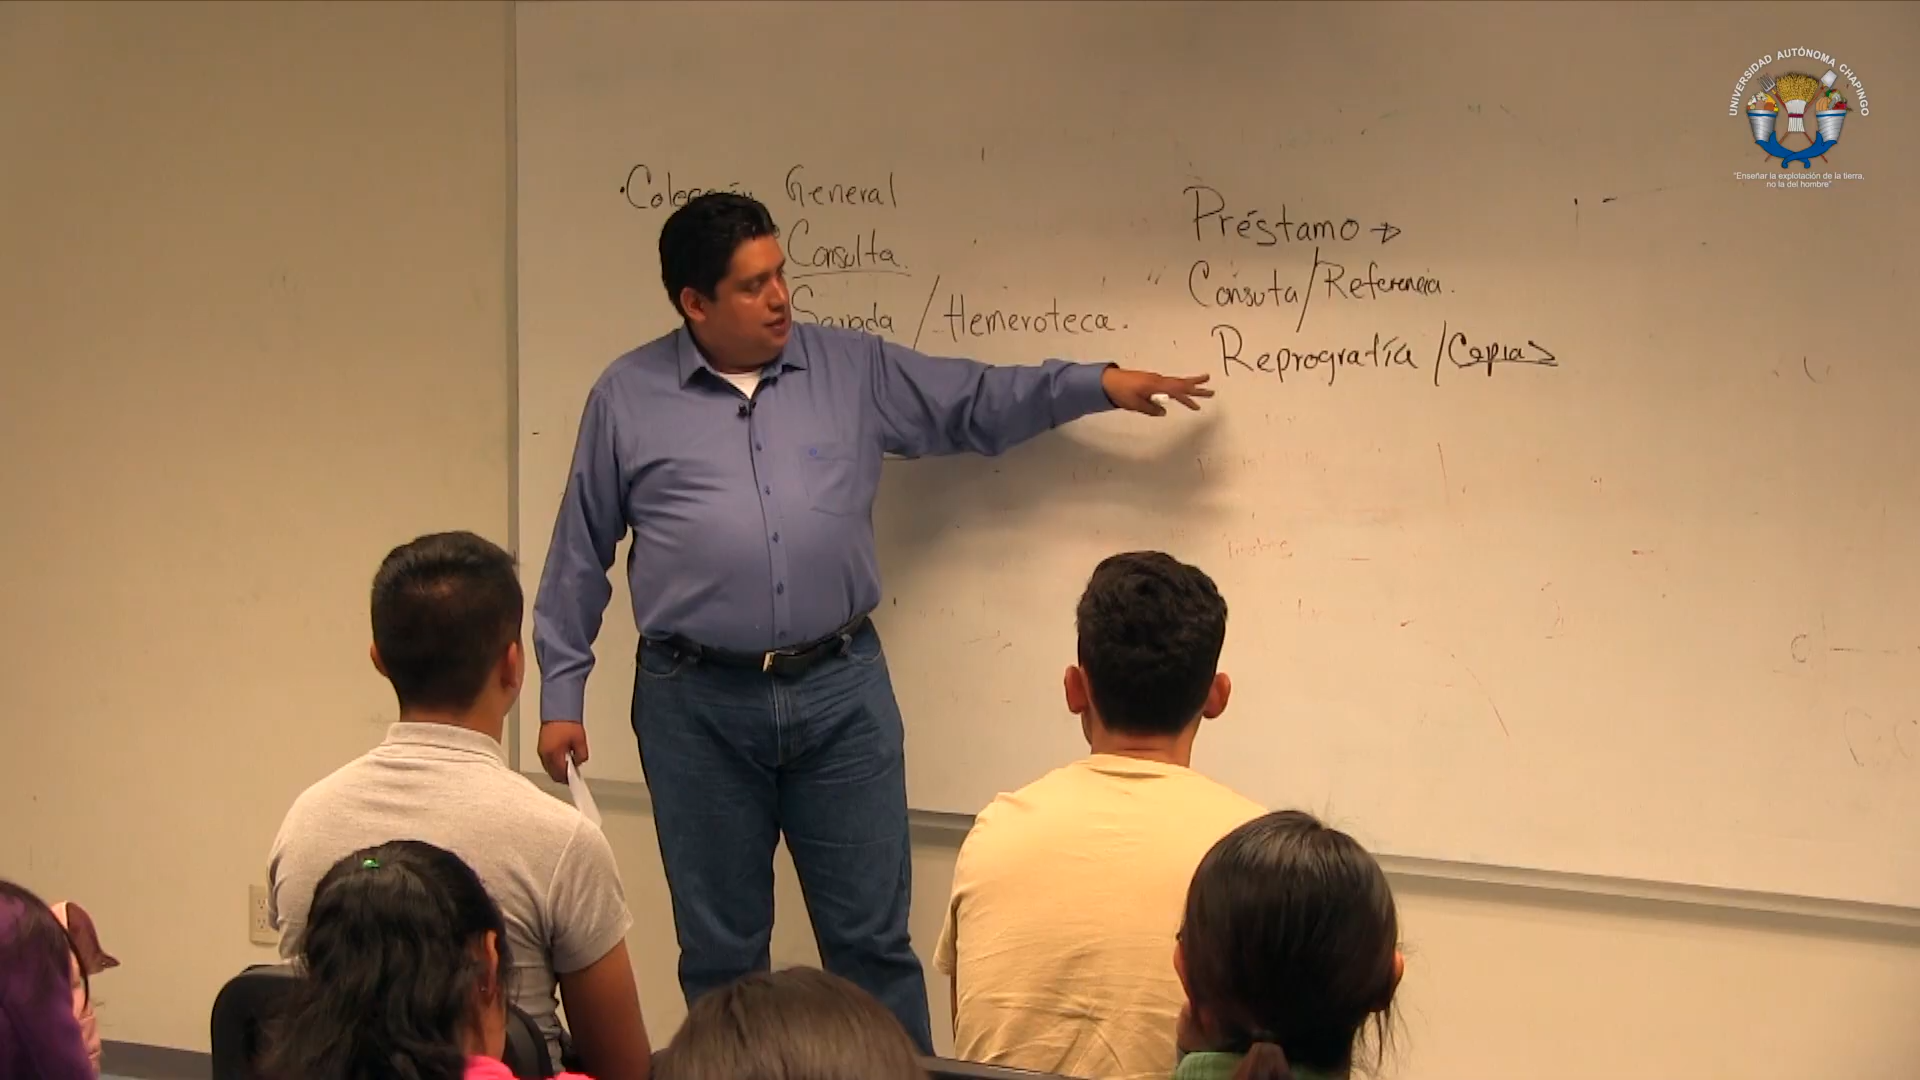 ·Colección General
Consulta.
/Hemeroteca.
Préstamo →
Consuta/Referencia.
Reprografía /Copias
UNIVERSIDAD AUTÓNOMA CHAPINGO
"Enseñar la explotación de la tierra,
no la del hombre"